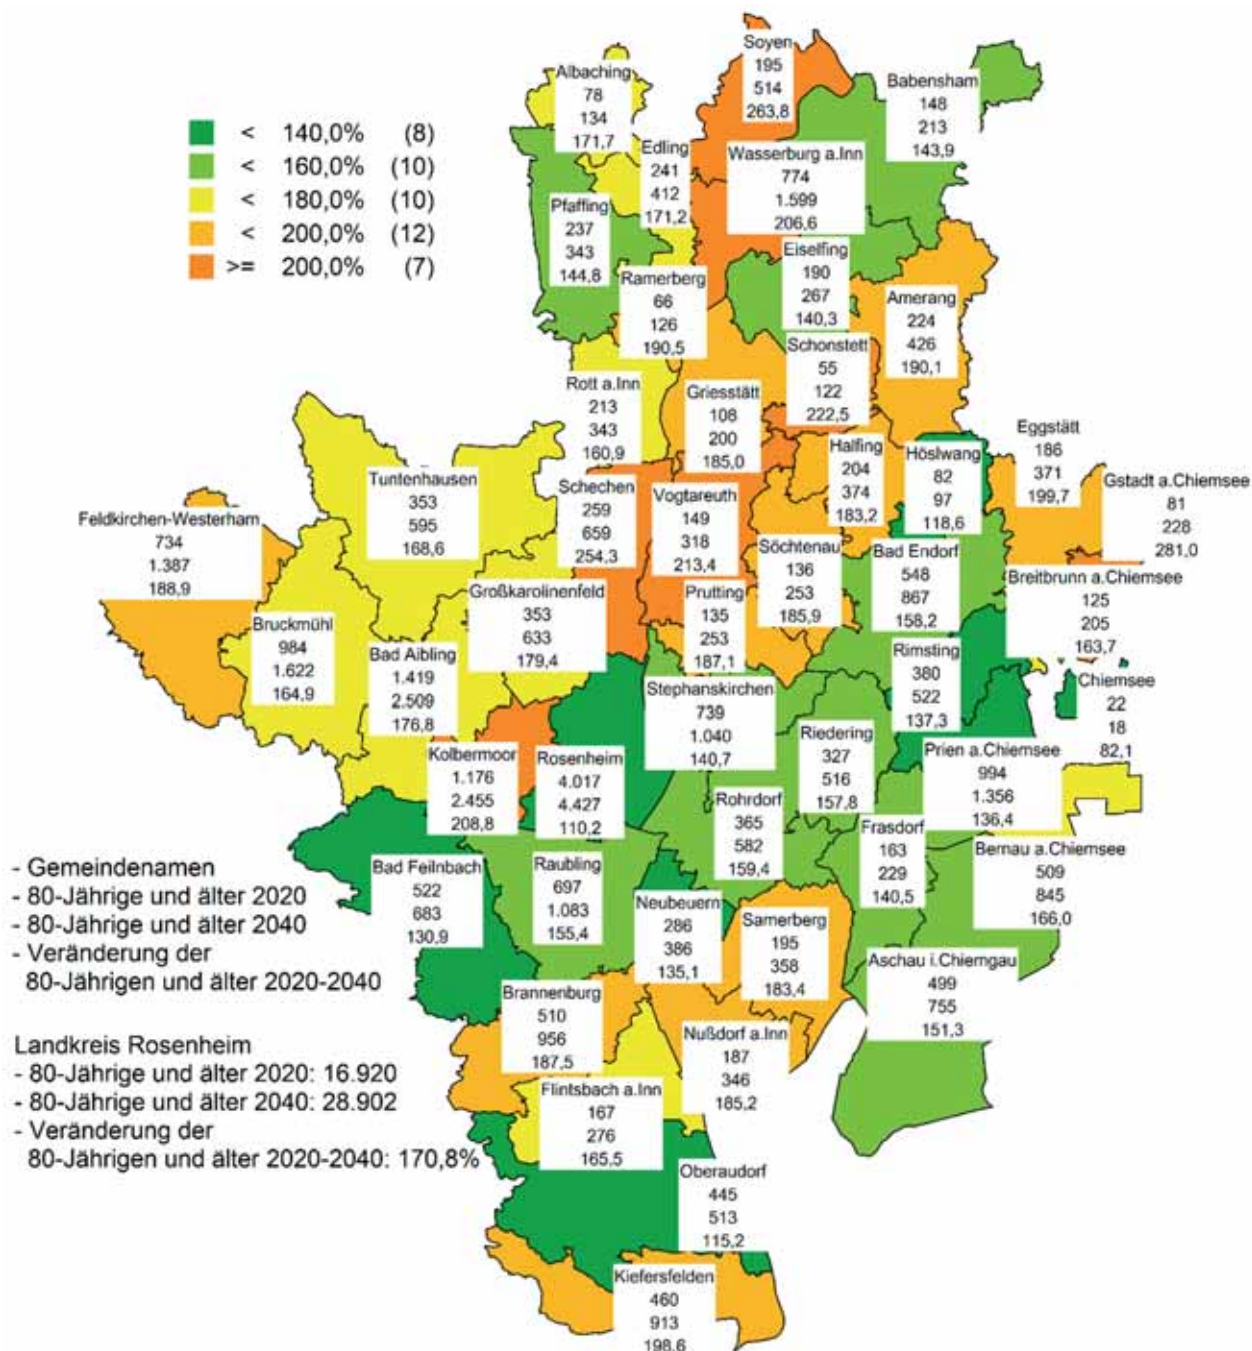 Soyen
195
514
263,8
Albaching
78
134
171,7
Babensham
148
213
143,9
< 140,0% (8)
< 160,0% (10)
< 180,0% (10)
< 200,0% (12)
>= 200,0% (7)
Edling
241
412
171,2
Wasserburg a.Inn
774
1.599
206,6
Pfaffing
237
343
144,8
Eiselfing
190
267
140,3
Ramerberg
66
126
190,5
Amerang
224
426
190,1
Schonstett
55
122
222,5
Rott a.Inn
213
343
160,9
Griesstätt
108
200
185,0
Halfing
204
374
183,2
Höslwang
82
97
118,6
Eggstätt
186
371
199,7
Gstadt a.Chiemsee
81
228
281,0
Tuntenhausen
353
595
168,6
Schechen
259
659
254,3
Vogtareuth
149
318
213,4
Feldkirchen-Westerham
734
1.387
188,9
Söchtenau
136
253
185,9
Bad Endorf
548
867
158,2
Breitbrunn a.Chiemsee
125
205
163,7
Großkarolinenfeld
353
633
179,4
Prutting
135
253
187,1
Bruckmühl
984
1.622
164,9
Bad Aibling
1.419
2.509
176,8
Rimsting
380
522
137,3
Chiemsee
22
18
82,1
Stephanskirchen
739
1.040
140,7
Riedering
327
516
157,8
Prien a.Chiemsee
994
1.356
136,4
Kolbermoor
1.176
2.455
208,8
Rosenheim
4.017
4.427
110,2
Rohrdorf
365
582
159,4
Frasdorf
163
229
140,5
Bernau a.Chiemsee
509
845
166,0
Bad Feilnbach
522
683
130,9
Raubling
697
1.083
155,4
Neubeuern
286
386
135,1
Samerberg
195
358
183,4
Aschau i.Chiemgau
499
755
151,3
- Gemeindenamen
- 80-Jährige und älter 2020
- 80-Jährige und älter 2040
- Veränderung der
80-Jährigen und älter 2020-2040
Brannenburg
510
956
187,5
Nußdorf a.Inn
187
346
185,2
Landkreis Rosenheim
- 80-Jährige und älter 2020: 16.920
- 80-Jährige und älter 2040: 28.902
- Veränderung der
80-Jährigen und älter 2020-2040: 170,8%
Flintsbach a.Inn
167
276
165,5
Oberaudorf
445
513
115,2
Kiefersfelden
460
913
198,6